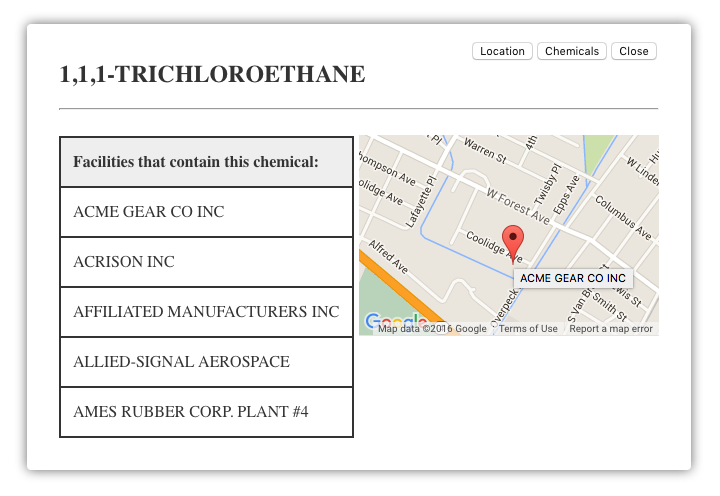 Location Chemicals Close
1,1,1-TRICHLOROETHANE
Facilities that contain this chemical:
ACME GEAR CO INC
ACRISON INC
AFFILIATED MANUFACTURERS INC
ALLIED-SIGNAL AEROSPACE
AMES RUBBER CORP. PLANT #4
Pl
Warren St
4th
hompson Ave
olidge Ave
Lafayette Pl
W Forest Ave
Twisby Pl
Epps Ave
W Linde
Columbus Ave
Coolidge Ave
Alfred Ave
ACME GEAR CO INC
Overpeck
S Van Br
Smith St
Google
Map data ©2016 Google Terms of Use Report a map error